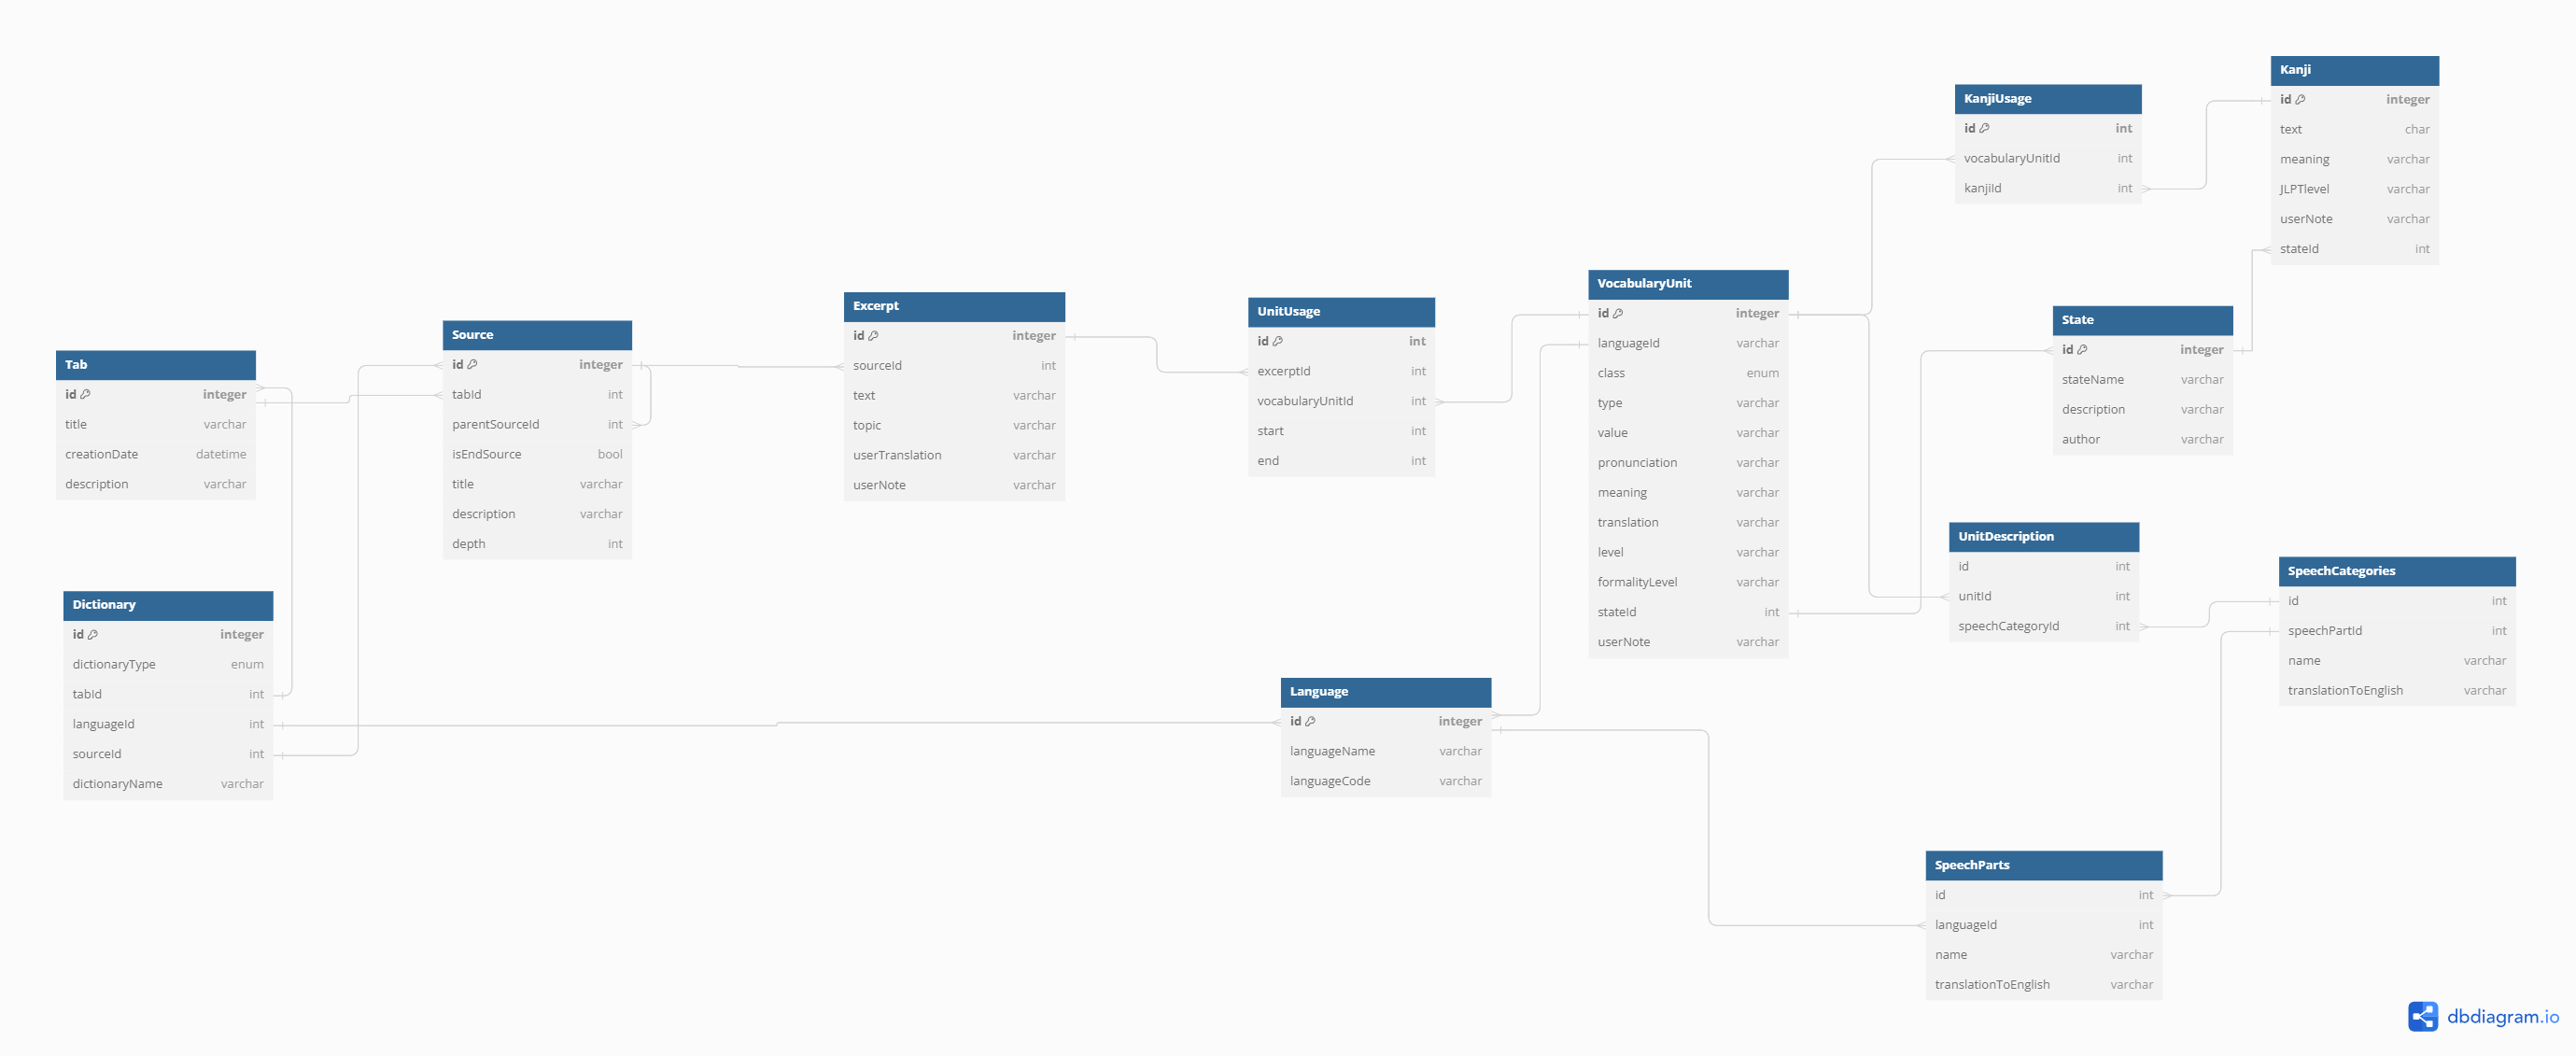 Tab
id integer
title varchar
creationDate datetime
description varchar
Dictionary
id integer
dictionaryType enum
tabId int
languageId int
sourceId int
dictionaryName varchar
Source
id integer
tabId int
parentSourceId int
isEndSource bool
title varchar
description varchar
depth int
Excerpt
id integer
sourceId int
text varchar
topic varchar
userTranslation varchar
userNote varchar
UnitUsage
id int
excerptId int
vocabularyUnitId int
start int
end int
Language
id integer
languageName varchar
languageCode varchar
VocabularyUnit
id integer
languageId varchar
class enum
type varchar
value varchar
pronunciation varchar
meaning varchar
translation varchar
level varchar
formalityLevel varchar
stateId int
userNote varchar
KanjiUsage
id int
vocabularyUnitId int
kanjiId int
Kanji
id integer
text char
meaning varchar
JLPTlevel varchar
userNote varchar
stateId int
State
id integer
stateName varchar
description varchar
author varchar
UnitDescription
id int
unitId int
speechCategoryId int
SpeechCategories
id int
speechPartId int
name varchar
translationToEnglish varchar
SpeechParts
id int
languageId int
name varchar
translationToEnglish varchar
dbdiagram.io